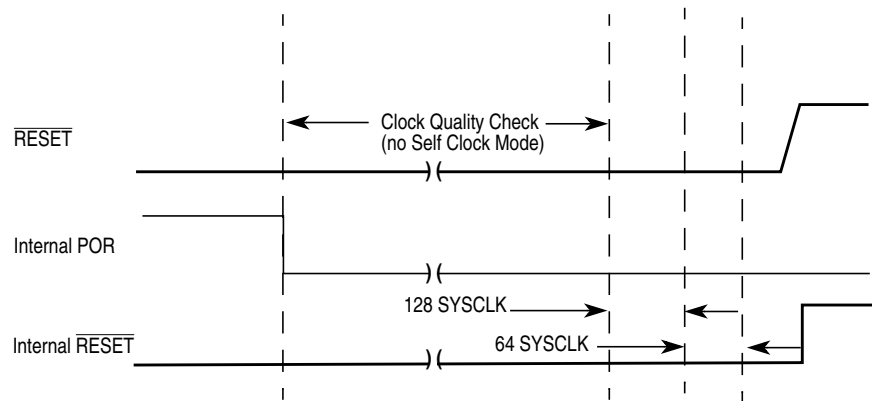 Clock Quality Check
(no Self Clock Mode)
RESET
Internal POR
128 SYSCLK
64 SYSCLK
Internal RESET